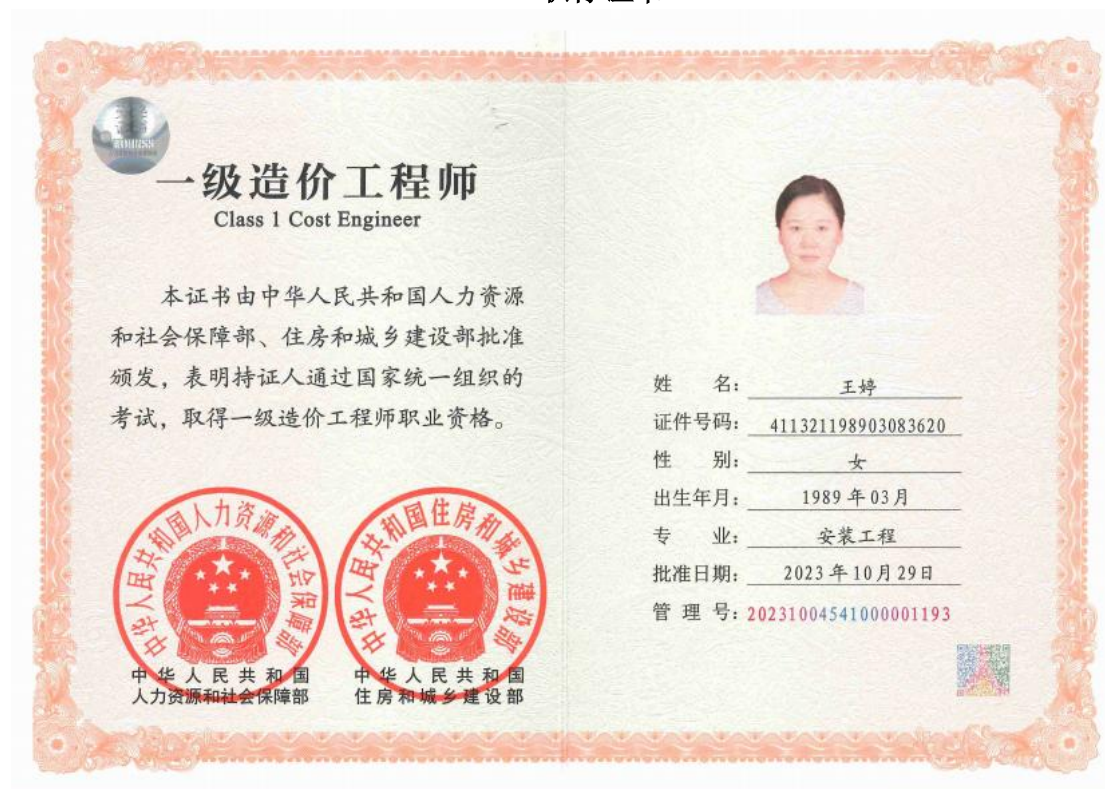 一级造价工程师
Class 1 Cost Engineer
本证书由中华人民共和国人力资源
和社会保障部、住房和城乡建设部批准
颁发，表明持证人通过国家统一组织的
考试，取得一级造价工程师职业资格。
中华人民共和国人力资源和社会保障部
中华人民共和国住房和城乡建设部
中华人民共和国
人力资源和社会保障部
中华人民共和国
住房和城乡建设部
姓 名： 王婷
证件号码： 411321198903083620
性 别： 女
出生年月： 1989年03月
专 业： 安装工程
批准日期： 2023年10月29日
管 理 号：20231004541000001193